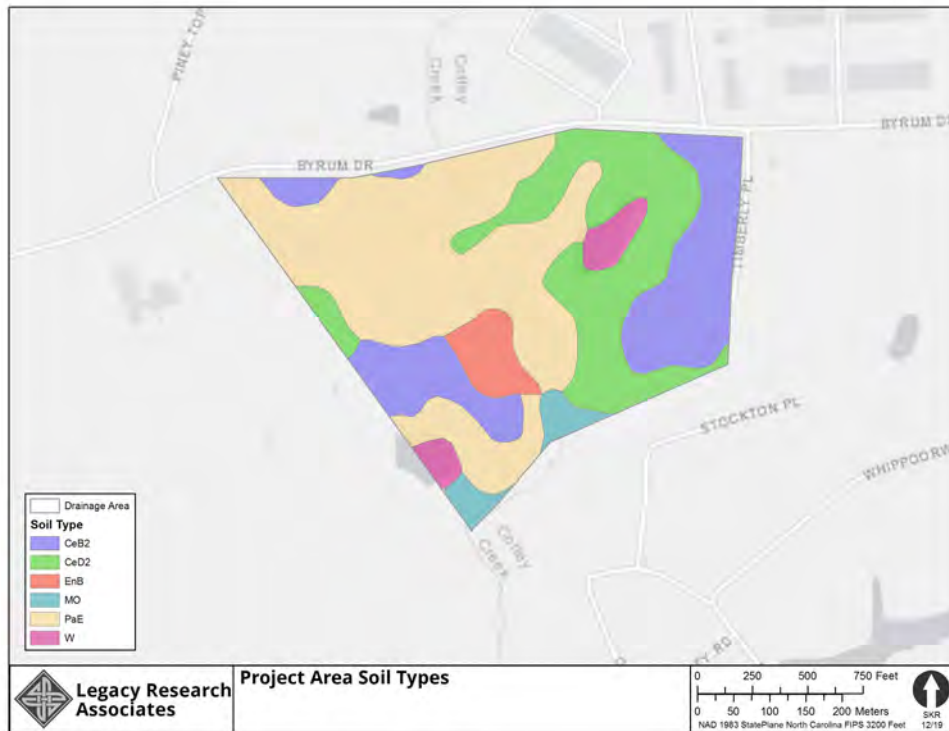 PINEY TOP
Coffey
Creek
BYRUM DR
BYRUM DR
TIMBERLY PL
STOCKTON PL
WHIPPOORW
Coffey
Creek
Drainage Area
Soil Type
CeB2
CeD2
EnB
MO
PaE
W
Legacy Research
Associates
Project Area Soil Types
0 250 500 750 Feet
0 50 100 150 200 Meters
NAD 1983 StatePlane North Carolina FIPS 3200 Feet
SKR
12/19